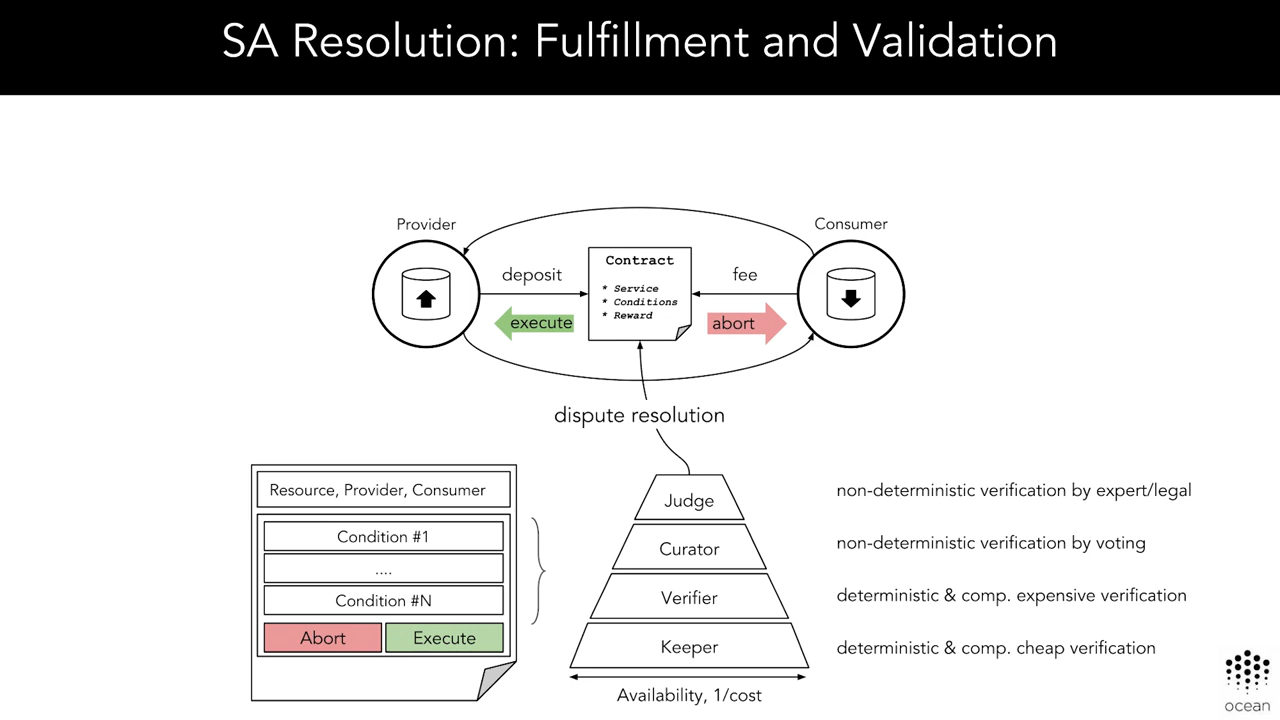 SA Resolution: Fulfillment and Validation
Provider
Consumer
Contract
* Service
* Conditions
* Reward
deposit
fee
execute
abort
dispute resolution
Resource, Provider, Consumer
Condition #1
....
Condition #N
Abort
Execute
Judge
non-deterministic verification by expert/legal
Curator
non-deterministic verification by voting
Verifier
deterministic & comp. expensive verification
Keeper
deterministic & comp. cheap verification
Availability, 1/cost
ocean